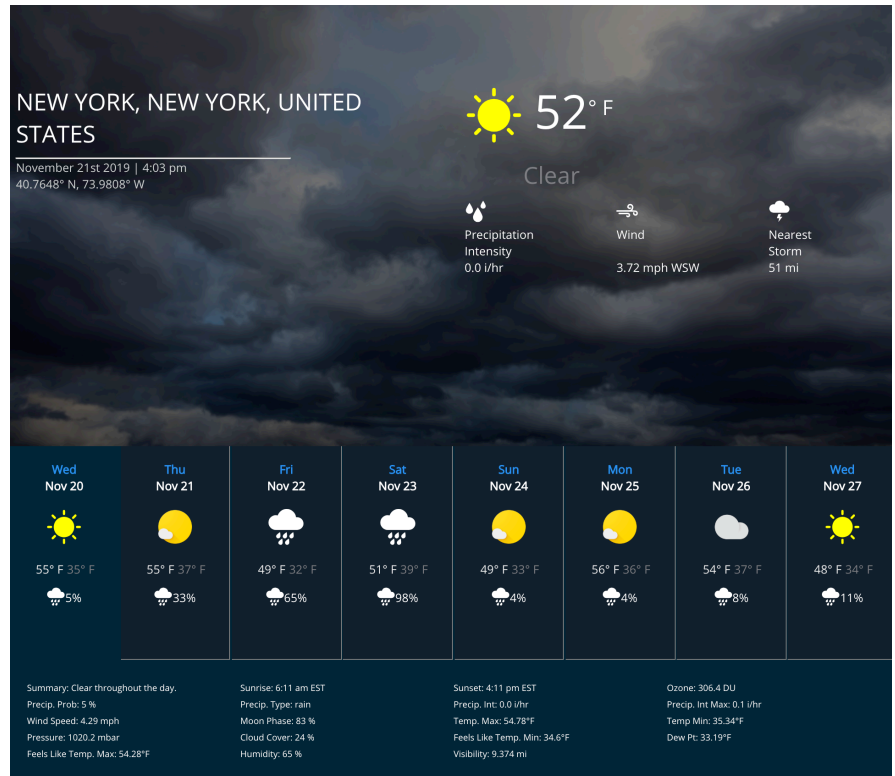 NEW YORK, NEW YORK, UNITED
STATES
November 21st 2019 | 4:03 pm
40.7648° N, 73.9808° W
52° F
Clear
Precipitation
Intensity
0.0 i/hr
Wind
3.72 mph WSW
Nearest
Storm
51 mi
Wed
Nov 20
55° F 35° F
5%
Thu
Nov 21
55° F 37° F
33%
Fri
Nov 22
49° F 32° F
65%
Sat
Nov 23
51° F 39° F
98%
Sun
Nov 24
49° F 33° F
4%
Mon
Nov 25
56° F 36° F
4%
Tue
Nov 26
54° F 37° F
8%
Wed
Nov 27
48° F 34° F
11%
Summary: Clear throughout the day.
Precip. Prob: 5 %
Wind Speed: 4.29 mph
Pressure: 1020.2 mbar
Feels Like Temp. Max: 54.28°F
Sunrise: 6:11 am EST
Precip. Type: rain
Moon Phase: 83 %
Cloud Cover: 24 %
Humidity: 65 %
Sunset: 4:11 pm EST
Precip. Int: 0.0 i/hr
Temp. Max: 54.78°F
Feels Like Temp. Min: 34.6°F
Visibility: 9.374 mi
Ozone: 306.4 DU
Precip. Int Max: 0.1 i/hr
Temp Min: 35.34°F
Dew Pt: 33.19°F